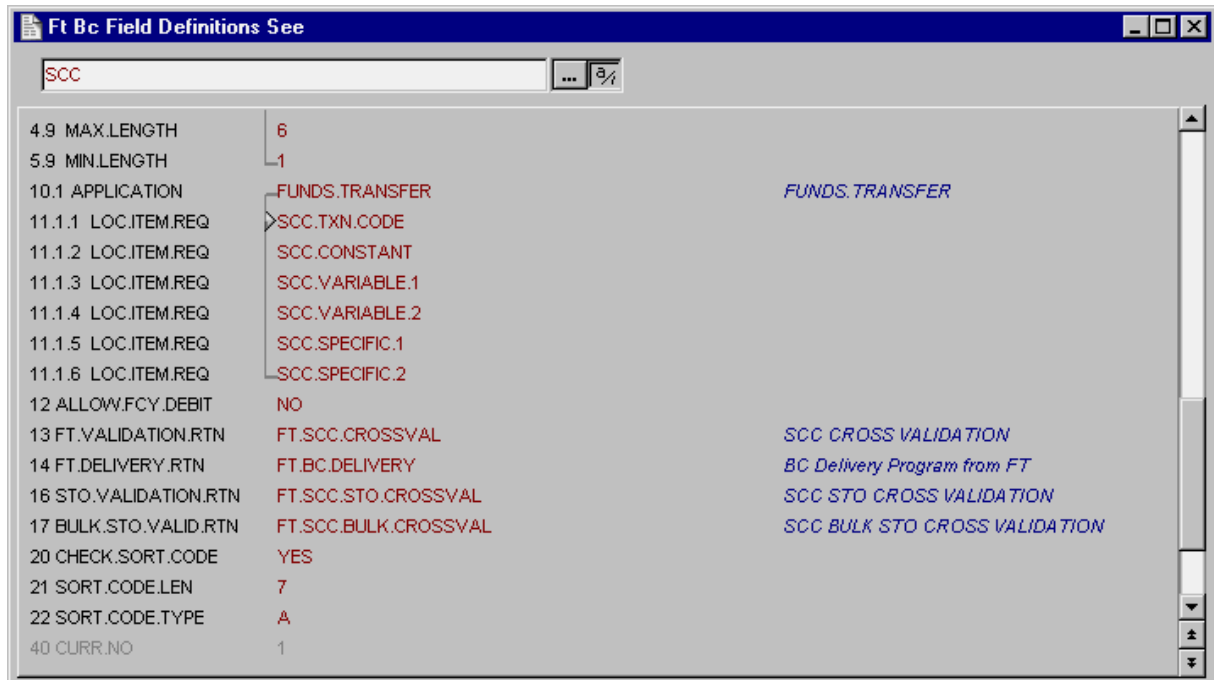 Ft Bc Field Definitions See
SCC ... a/i
4.9 MAX.LENGTH 6
5.9 MIN.LENGTH 1
10.1 APPLICATION FUNDS.TRANSFER FUNDS.TRANSFER
11.1.1 LOC.ITEM.REQ SCC.TXN.CODE
11.1.2 LOC.ITEM.REQ SCC.CONSTANT
11.1.3 LOC.ITEM.REQ SCC.VARIABLE.1
11.1.4 LOC.ITEM.REQ SCC.VARIABLE.2
11.1.5 LOC.ITEM.REQ SCC.SPECIFIC.1
11.1.6 LOC.ITEM.REQ SCC.SPECIFIC.2
12 ALLOW.FCY.DEBIT NO
13 FT.VALIDATION.RTN FT.SCC.CROSSVAL SCC CROSS VALIDATION
14 FT.DELIVERY.RTN FT.BC.DELIVERY BC Delivery Program from FT
16 STO.VALIDATION.RTN FT.SCC.STO.CROSSVAL SCC STO CROSS VALIDATION
17 BULK.STO.VALID.RTN FT.SCC.BULK.CROSSVAL SCC BULK STO CROSS VALIDATION
20 CHECK.SORT.CODE YES
21 SORT.CODE.LEN 7
22 SORT.CODE.TYPE A
40 CURR.NO 1